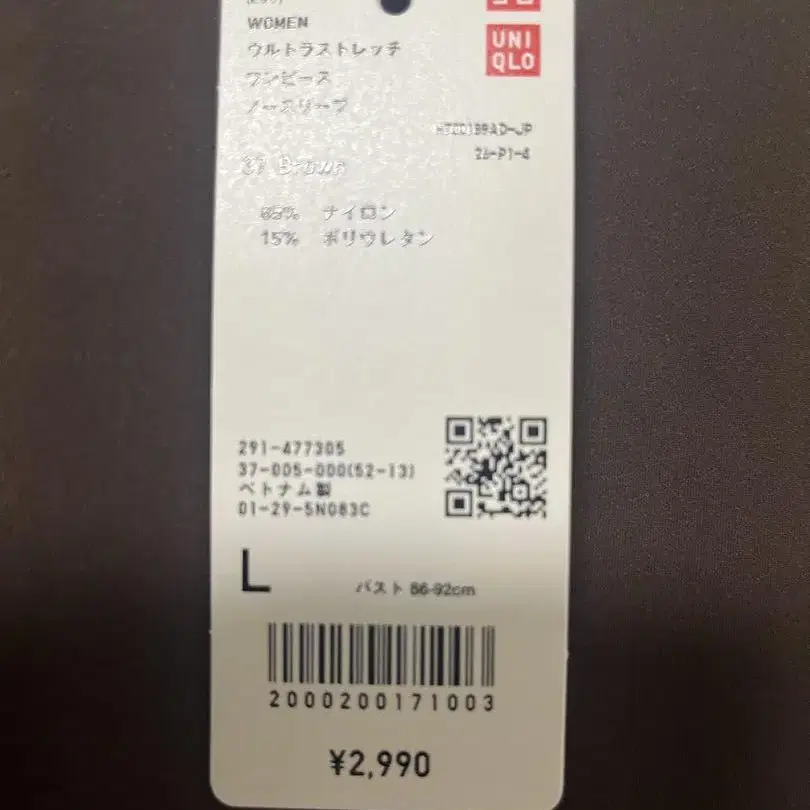 WOMEN
ウルトラストレッチ
ワンピース
ノースリーブ
UNI
QLO
37 Brown
85% ナイロン
15% ポリウレタン
291-477305
37-005-000(52-13)
ベトナム製
01-29-5N083C
L
バスト 86-92cm
2000200171003
¥2,990